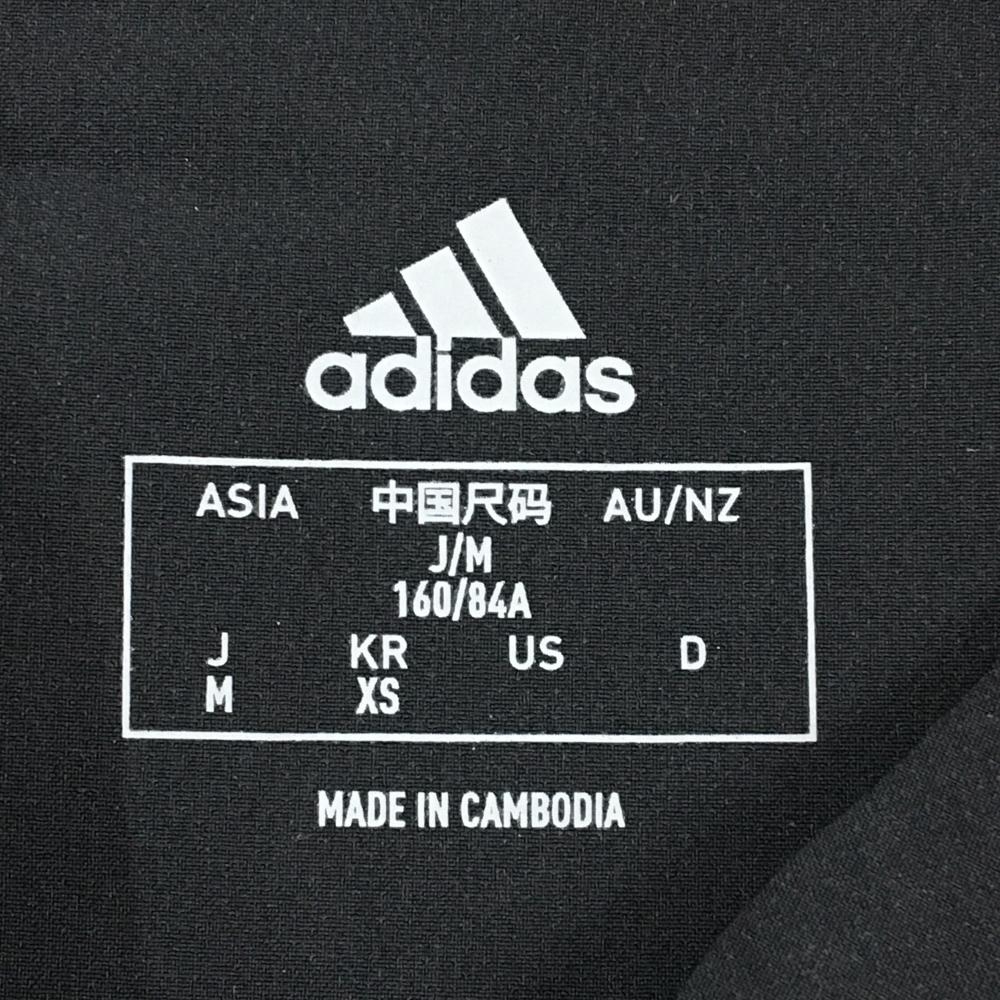 adidas
ASIA 中国尺码 AU/NZ
J/M
160/84A
J KR US D
M XS
MADE IN CAMBODIA